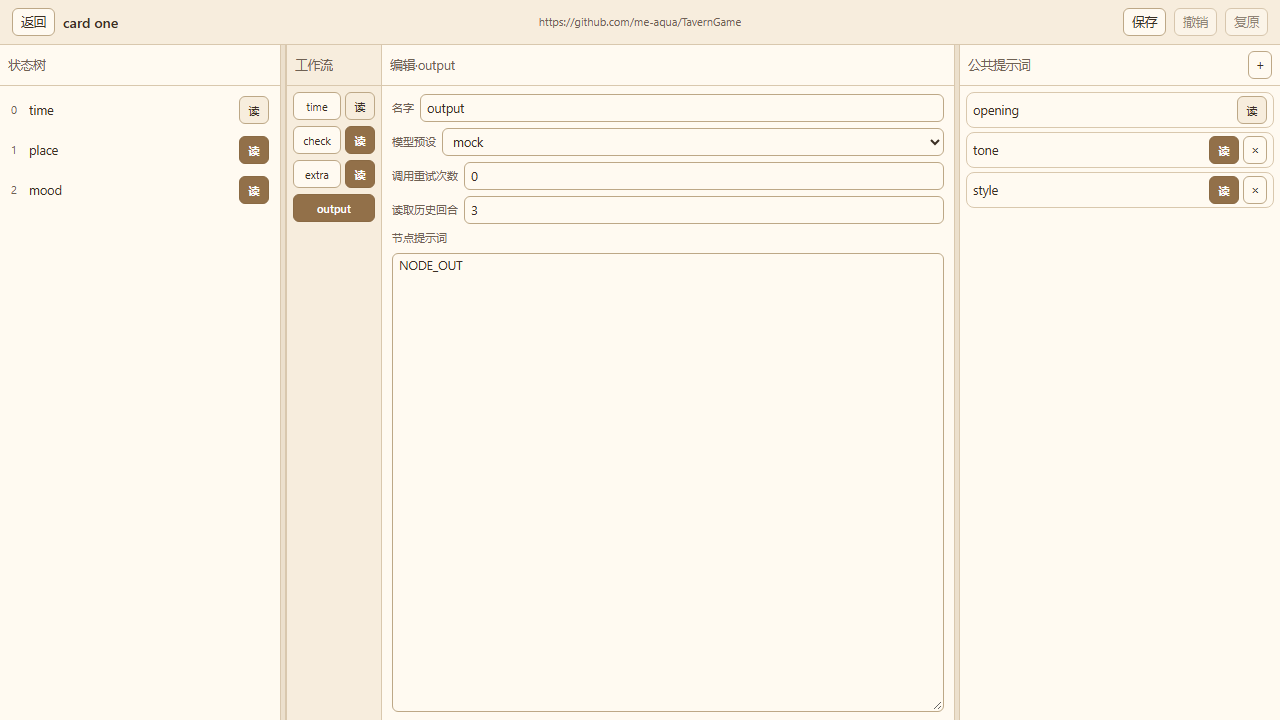 返回 card one https://github.com/me-aqua/TavernGame 保存 撤销 复原
状态树
0 time 读
1 place 读
2 mood 读
工作流
time 读
check 读
extra 读
output
编辑·output
名字 output
模型预设 mock
调用重试次数 0
读取历史回合 3
节点提示词
NODE_OUT
公共提示词 +
opening 读
tone 读 ×
style 读 ×